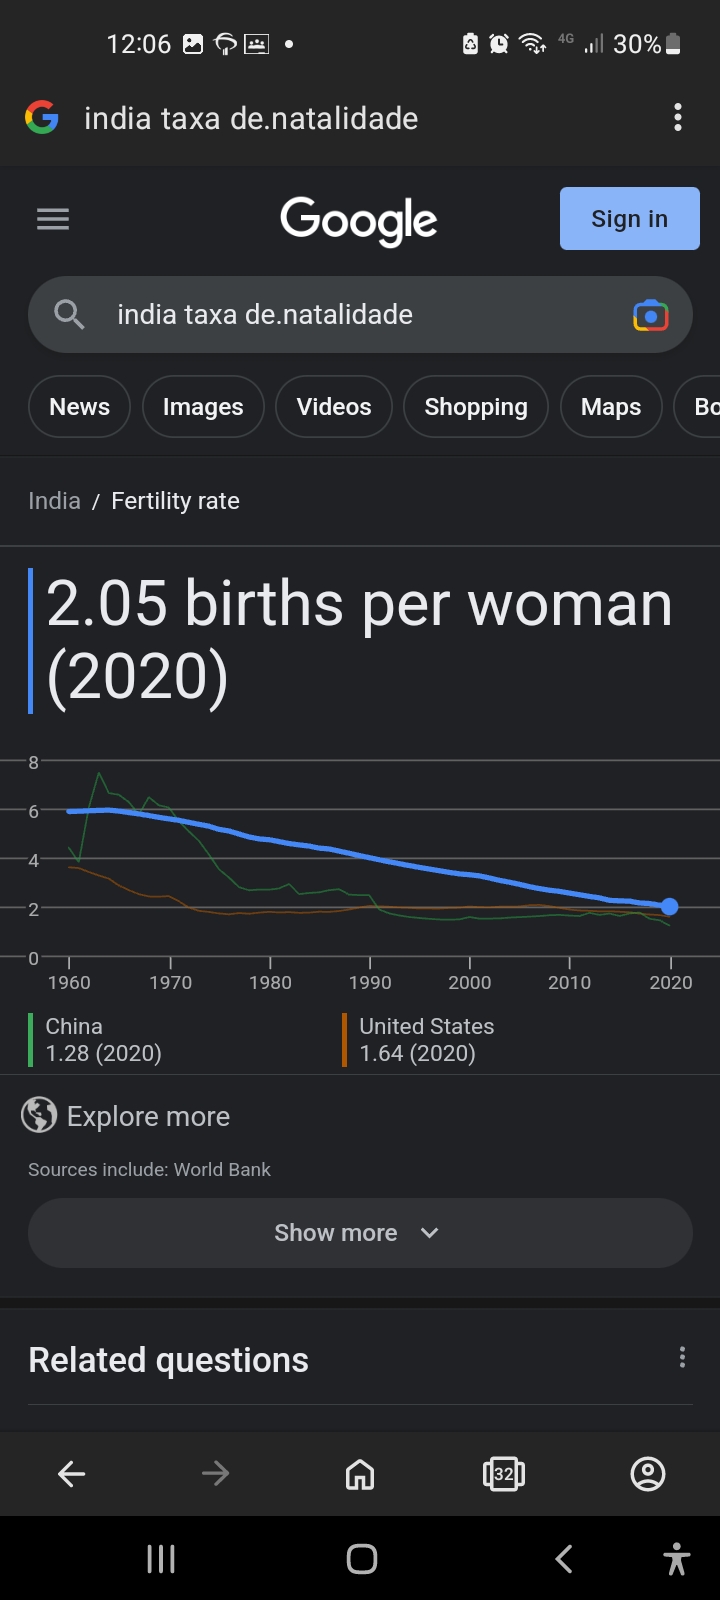 12:06
4G
30%
india taxa de.natalidade
Google
Sign in
india taxa de.natalidade
News
Images
Videos
Shopping
Maps
Bo
India / Fertility rate
2.05 births per woman
(2020)
8
6
4
2
0
1960
1970
1980
1990
2000
2010
2020
China
1.28 (2020)
United States
1.64 (2020)
Explore more
Sources include: World Bank
Show more
Related questions
32